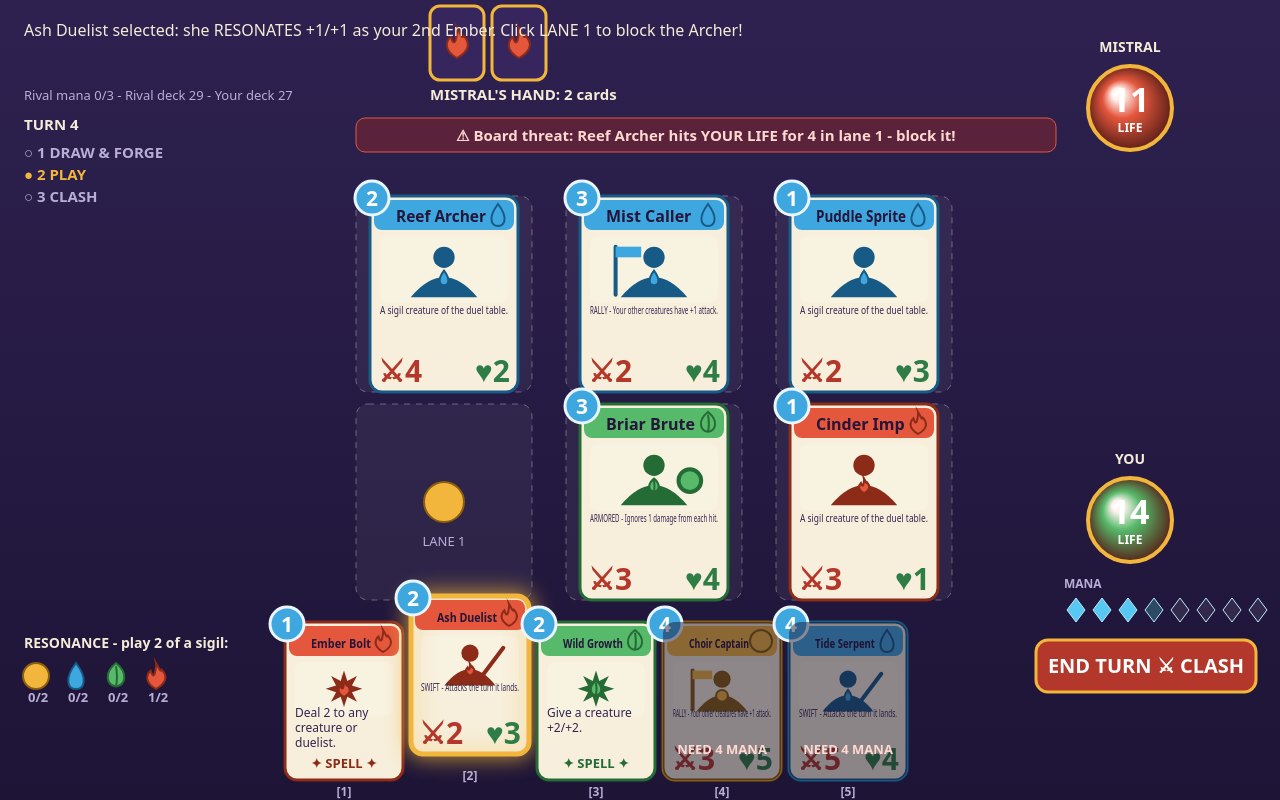 Ash Duelist selected: she RESONATES +1/+1 as your 2nd Ember. Click LANE 1 to block the Archer!
MISTRAL
11
LIFE
Rival mana 0/3 - Rival deck 29 - Your deck 27
MISTRAL'S HAND: 2 cards
TURN 4
○ 1 DRAW & FORGE
● 2 PLAY
○ 3 CLASH
⚠ Board threat: Reef Archer hits YOUR LIFE for 4 in lane 1 - block it!
2
Reef Archer
A sigil creature of the duel table.
⚔4 ♥2
3
Mist Caller
RALLY - Your other creatures have +1 attack.
⚔2 ♥4
1
Puddle Sprite
A sigil creature of the duel table.
⚔2 ♥3
LANE 1
3
Briar Brute
ARMORED - Ignores 1 damage from each hit.
⚔3 ♥4
1
Cinder Imp
A sigil creature of the duel table.
⚔3 ♥1
YOU
14
LIFE
MANA
END TURN ⚔ CLASH
RESONANCE - play 2 of a sigil:
0/2 0/2 0/2 1/2
1
Ember Bolt
Deal 2 to any
creature or
duelist.
✦ SPELL ✦
[1]
2
Ash Duelist
SWIFT - Attacks the turn it lands.
⚔2 ♥3
[2]
2
Wild Growth
Give a creature
+2/+2.
✦ SPELL ✦
[3]
4
Choir Captain
RALLY - Your other creatures have +1 attack.
NEED 4 MANA
⚔3 ♥5
[4]
4
Tide Serpent
SWIFT - Attacks the turn it lands.
NEED 4 MANA
⚔5 ♥4
[5]